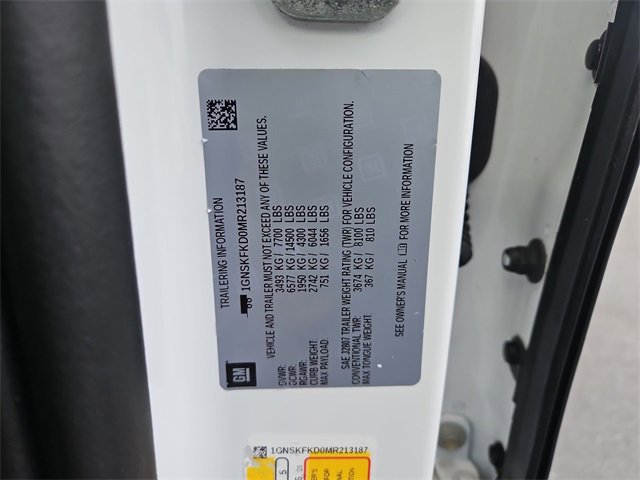 TRAILERING INFORMATION
1GNSKFKD0MR213187
VEHICLE AND TRAILER MUST NOT EXCEED ANY OF THESE VALUES.
GVWR: 3493 KG / 7700 LBS
GCWR: 6577 KG / 14500 LBS
RGAWR: 1950 KG / 4300 LBS
CURB WEIGHT: 2742 KG / 6044 LBS
MAX PAYLOAD: 751 KG / 1656 LBS
SAE J2807 TRAILER WEIGHT RATING (TWR) FOR VEHICLE CONFIGURATION.
CONVENTIONAL TWR: 3674 KG / 8100 LBS
MAX TONGUE WEIGHT: 367 KG / 810 LBS
SEE OWNER'S MANUAL FOR MORE INFORMATION
GM
1GNSKFKD0MR213187